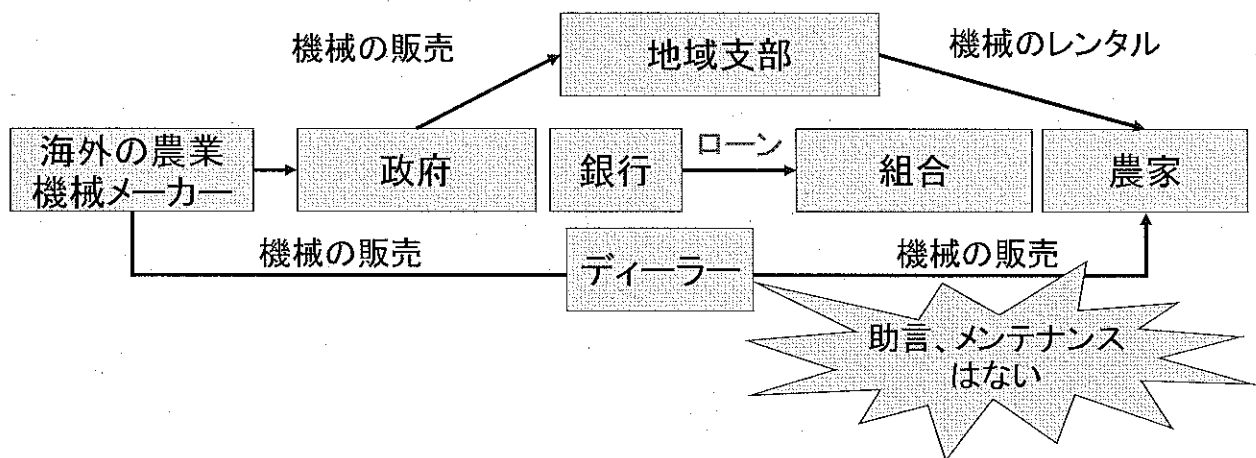 機械の販売
地域支部
機械のレンタル
海外の農業
機械メーカー
政府
銀行
ローン
組合
農家
機械の販売
ディーラー
機械の販売
助言、メンテナンス
はない